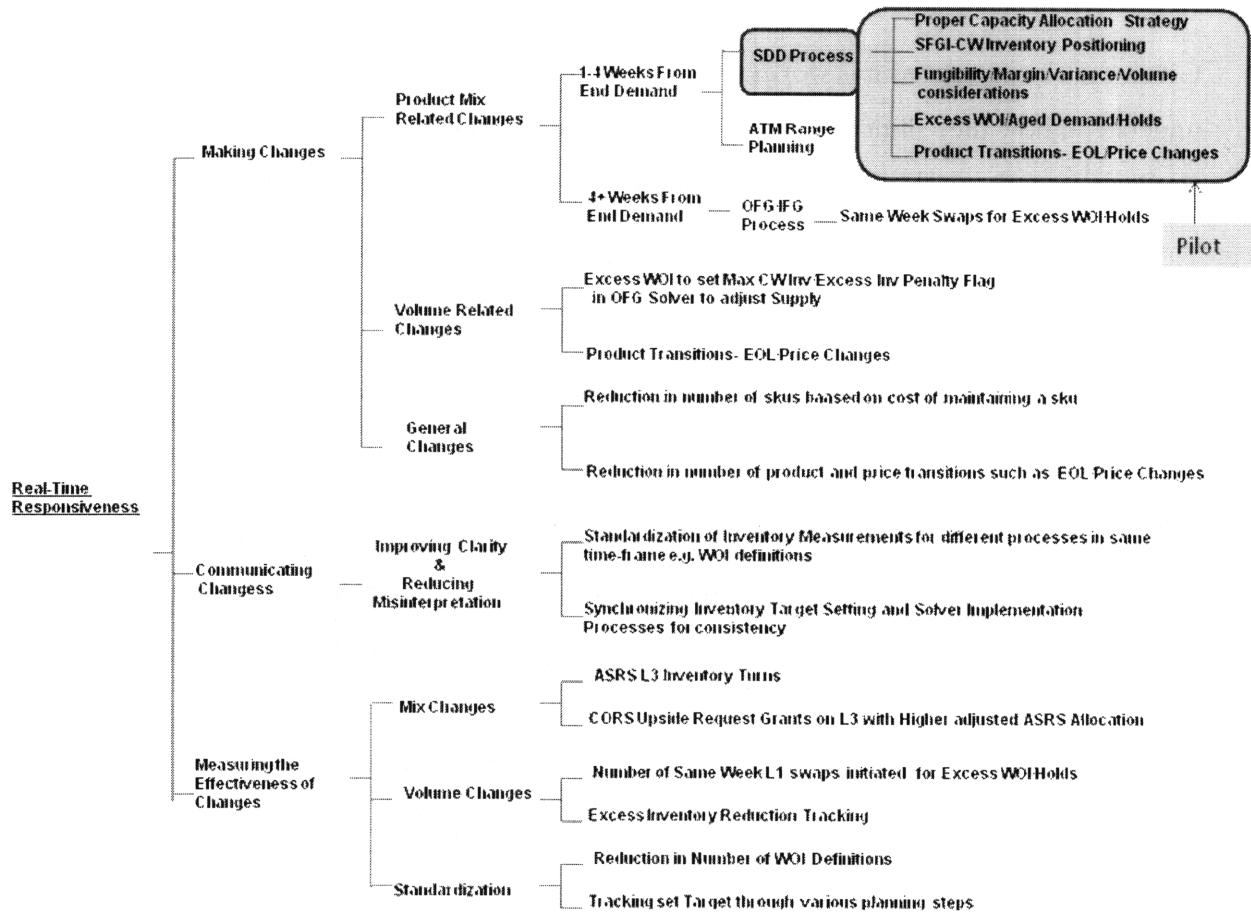 Proper Capacity Allocation Strategy
SDD Process
SFGI-CW Inventory Positioning
Fungibility/Margin/Variance/Volume
considerations
Excess WOI/Aged Demand/Holds
Product Transitions- EOL/Price Changes
Pilot
1-4 Weeks From
End Demand
ATM Range
Planning
Product Mix
Related Changes
Making Changes
4+ Weeks From
End Demand
OFG-IFG
Process
Same Week Swaps for Excess WOI-Holds
Excess WOI to set Max CW Inv/Excess Inv Penalty Flag
in OFG Solver to adjust Supply
Volume Related
Changes
Product Transitions- EOL-Price Changes
Reduction in number of skus baased on cost of maintaining a sku
General
Changes
Reduction in number of product and price transitions such as EOL-Price Changes
Real-Time
Responsiveness
Communicating
Changess
Improving Clarity
&
Reducing
Misinterpretation
Standardization of Inventory Measurements for different processes in same
time-frame e.g. WOI definitions
Synchronizing Inventory Target Setting and Solver Implementation
Processes for consistency
Measuring the
Effectiveness of
Changes
Mix Changes
ASRS L3 Inventory Turns
CORS Upside Request Grants on L3 with Higher adjusted ASRS Allocation
Volume Changes
Number of Same Week L1 swaps initiated for Excess WOI-Holds
Excess Inventory Reduction Tracking
Standardization
Reduction in Number of WOI Definitions
Tracking set Target through various planning steps